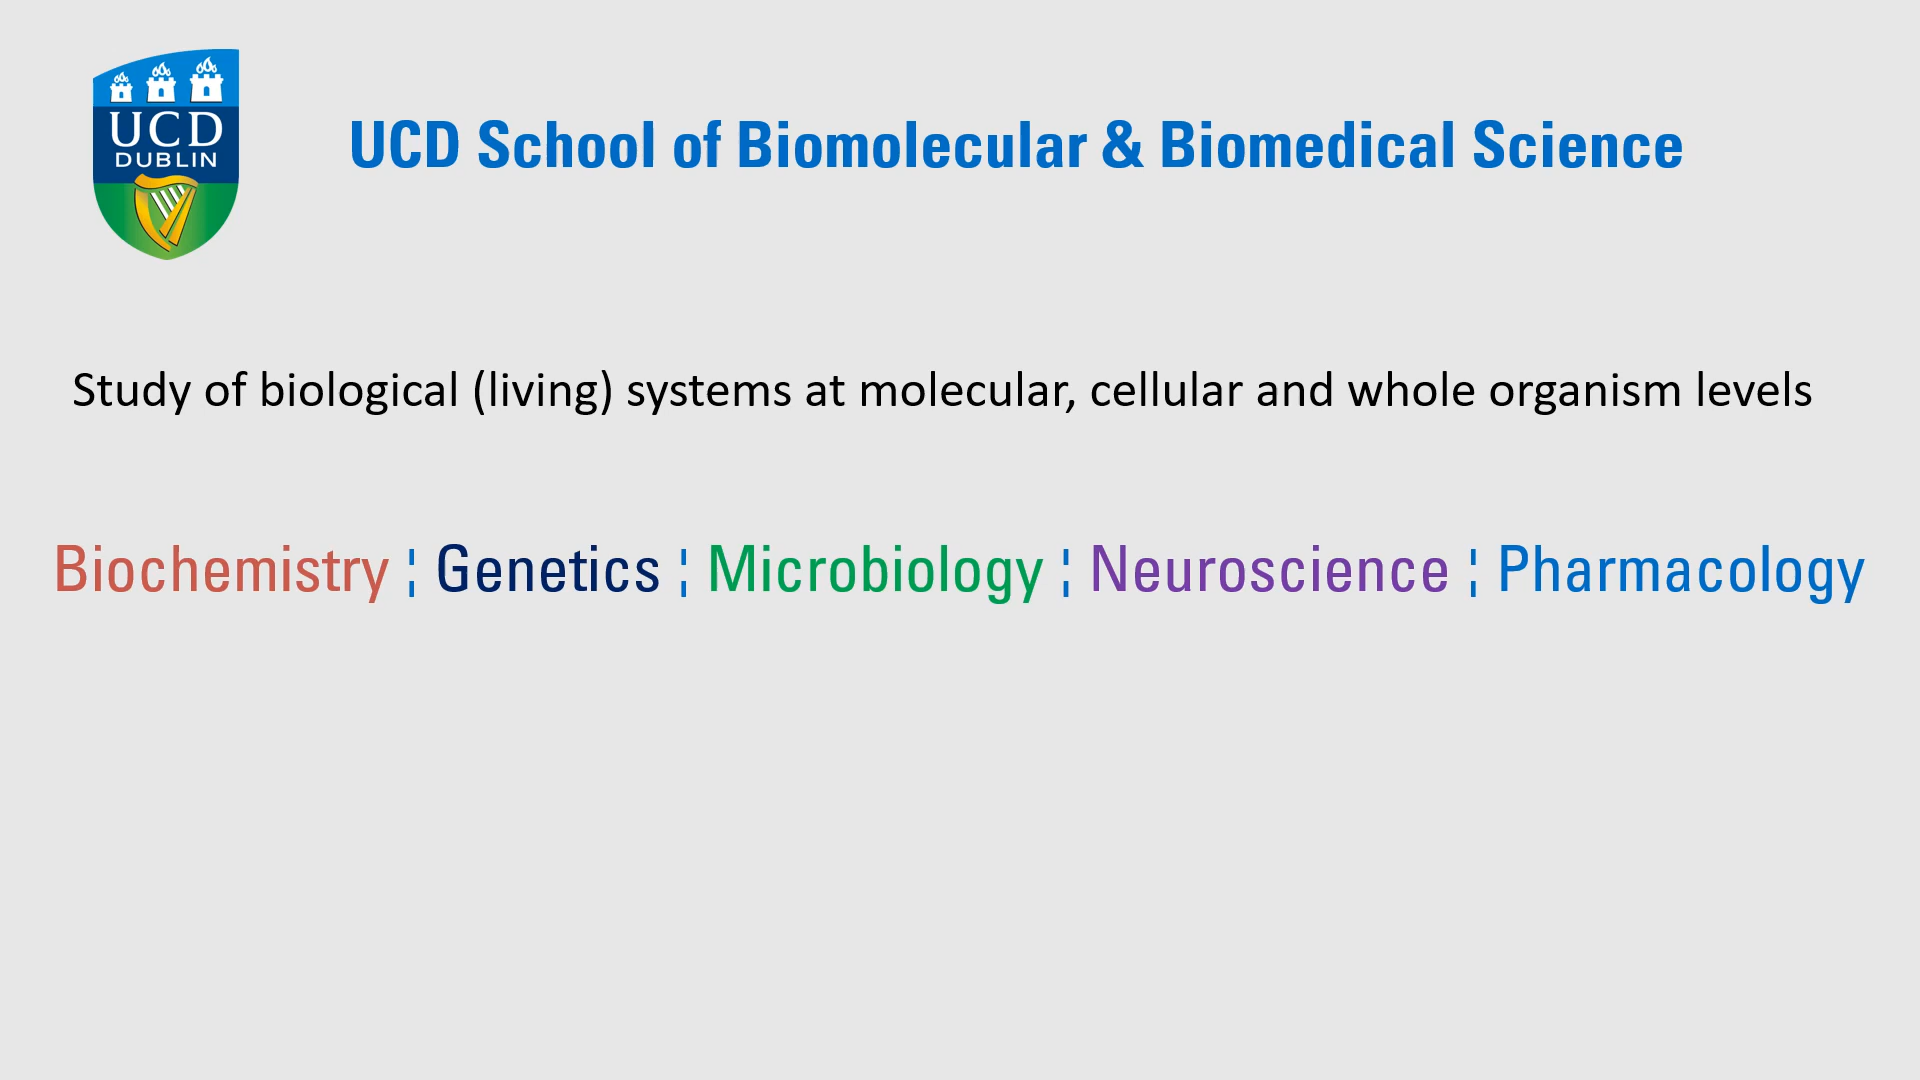 UCD
DUBLIN
UCD School of Biomolecular & Biomedical Science
Study of biological (living) systems at molecular, cellular and whole organism levels
Biochemistry ¦ Genetics ¦ Microbiology ¦ Neuroscience ¦ Pharmacology